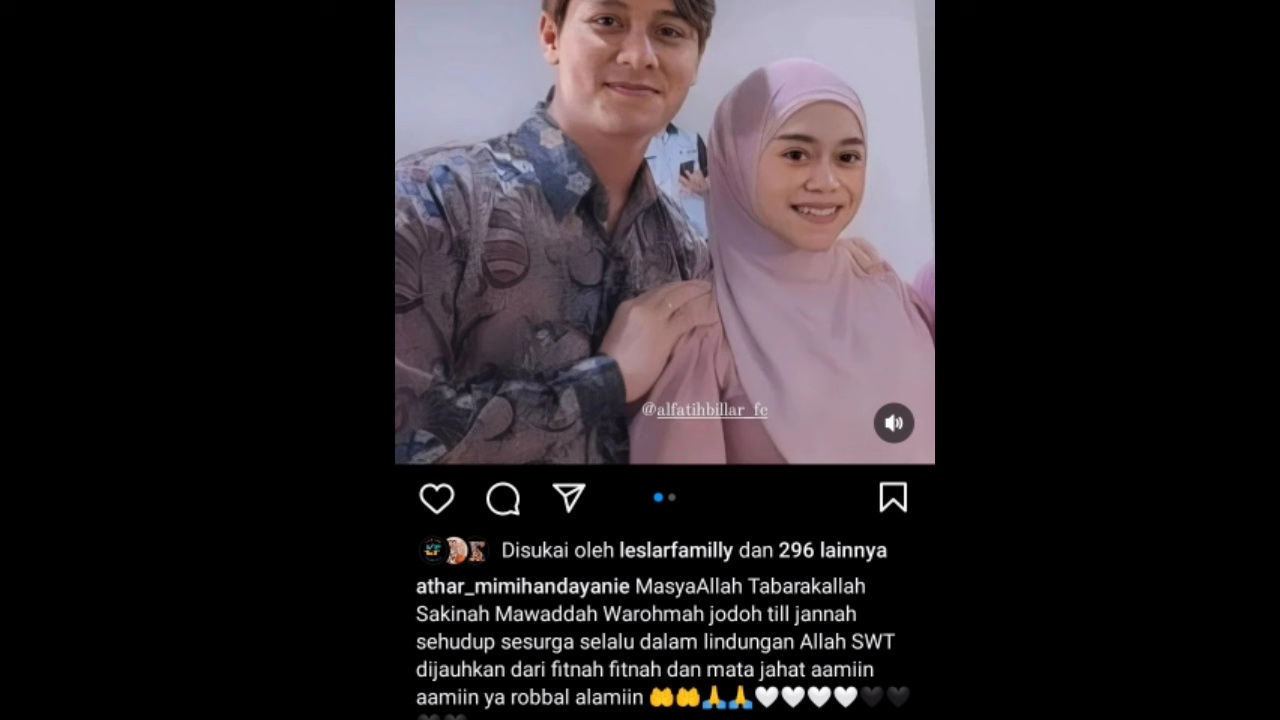 @alfatihbillar_fc
Disukai oleh leslarfamilly dan 296 lainnya
athar_mimihandayanie MasyaAllah Tabarakallah
Sakinah Mawaddah Warohmah jodoh till jannah
sehudup sesurga selalu dalam lindungan Allah SWT
dijauhkan dari fitnah fitnah dan mata jahat aamiin
aamiin ya robbal alamiin 🤲🤲🙏🙏🤍🤍🤍🤍🖤🖤
🖤🖤